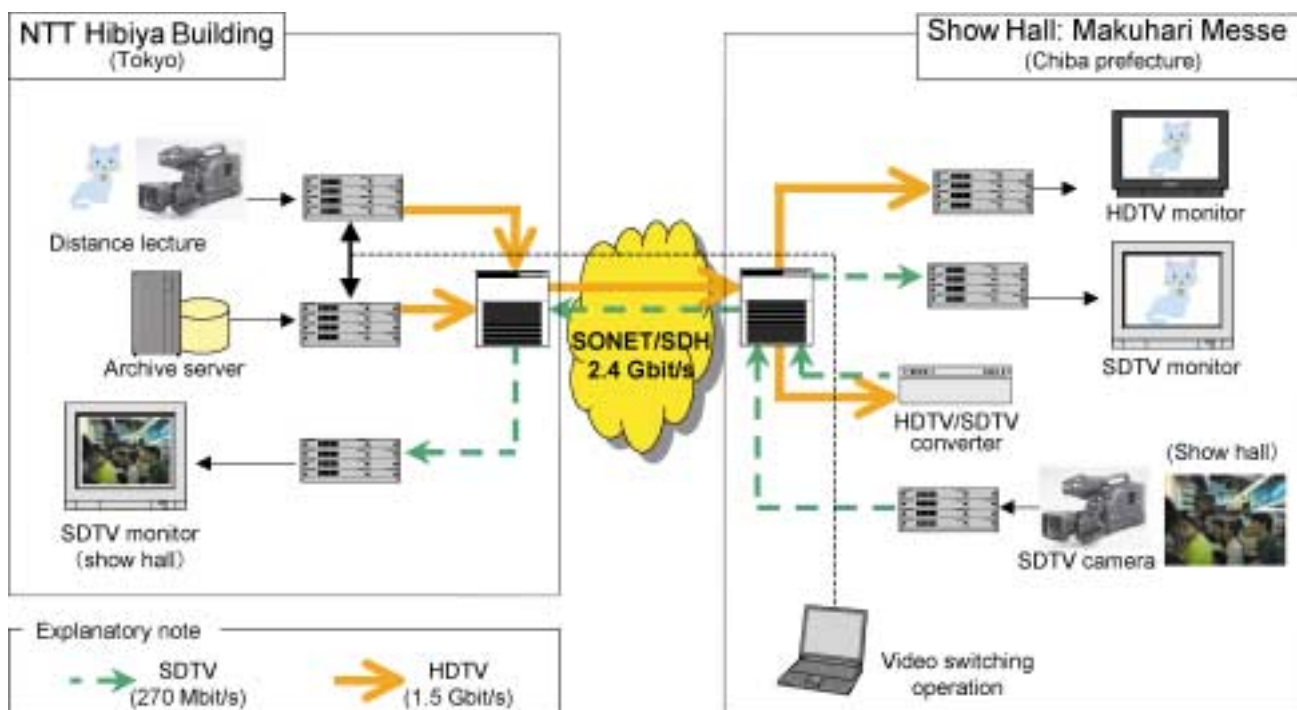 NTT Hibiya Building
(Tokyo)
Show Hall: Makuhari Messe
(Chiba prefecture)
Distance lecture
Archive server
SDTV monitor
(show hall)
SONET/SDH
2.4 Gbit/s
HDTV monitor
SDTV monitor
HDTV/SDTV
converter
(Show hall)
SDTV camera
Video switching
operation
Explanatory note
SDTV
(270 Mbit/s)
HDTV
(1.5 Gbit/s)